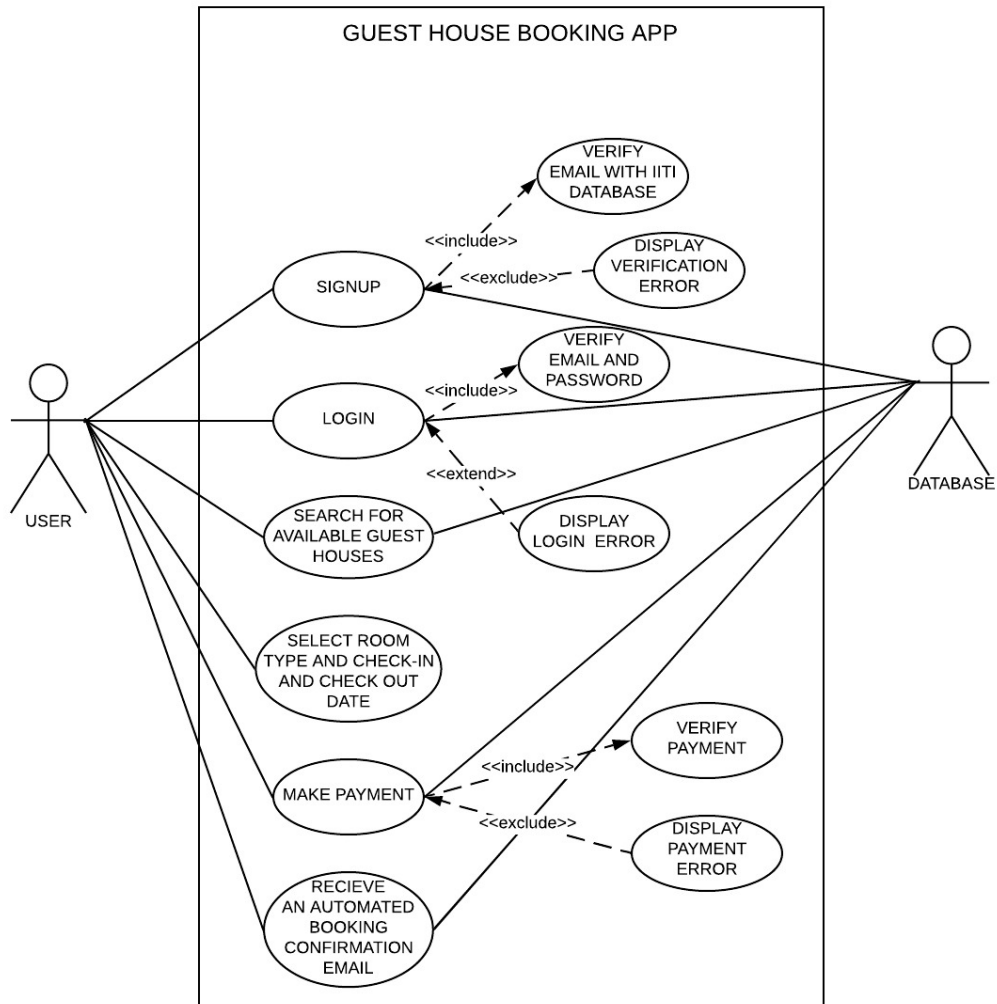 GUEST HOUSE BOOKING APP
VERIFY
EMAIL WITH IITI
DATABASE
<<include>>
DISPLAY
VERIFICATION
ERROR
<<exclude>>
SIGNUP
VERIFY
EMAIL AND
PASSWORD
<<include>>
LOGIN
<<extend>>
DISPLAY
LOGIN ERROR
USER
DATABASE
SEARCH FOR
AVAILABLE GUEST
HOUSES
SELECT ROOM
TYPE AND CHECK-IN
AND CHECK OUT
DATE
VERIFY
PAYMENT
<<include>>
MAKE PAYMENT
<<exclude>>
DISPLAY
PAYMENT
ERROR
RECIEVE
AN AUTOMATED
BOOKING
CONFIRMATION
EMAIL